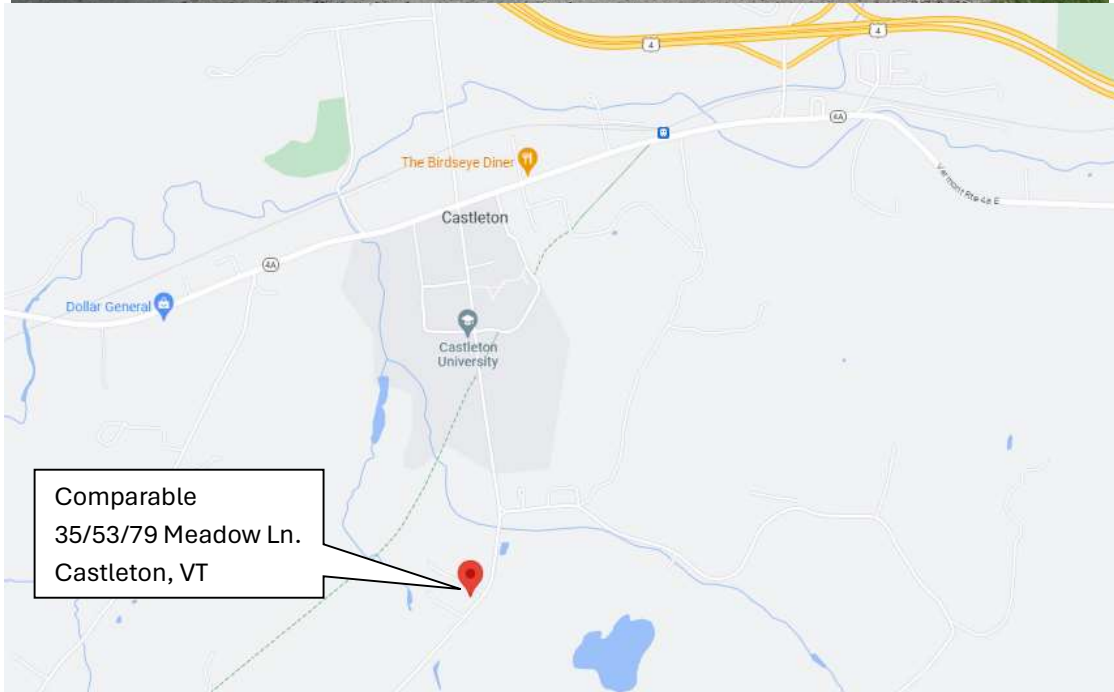 4
4
4A
The Birdseye Diner
Vermont Rte 4A E
Castleton
4A
Dollar General
Castleton
University
Comparable
35/53/79 Meadow Ln.
Castleton, VT